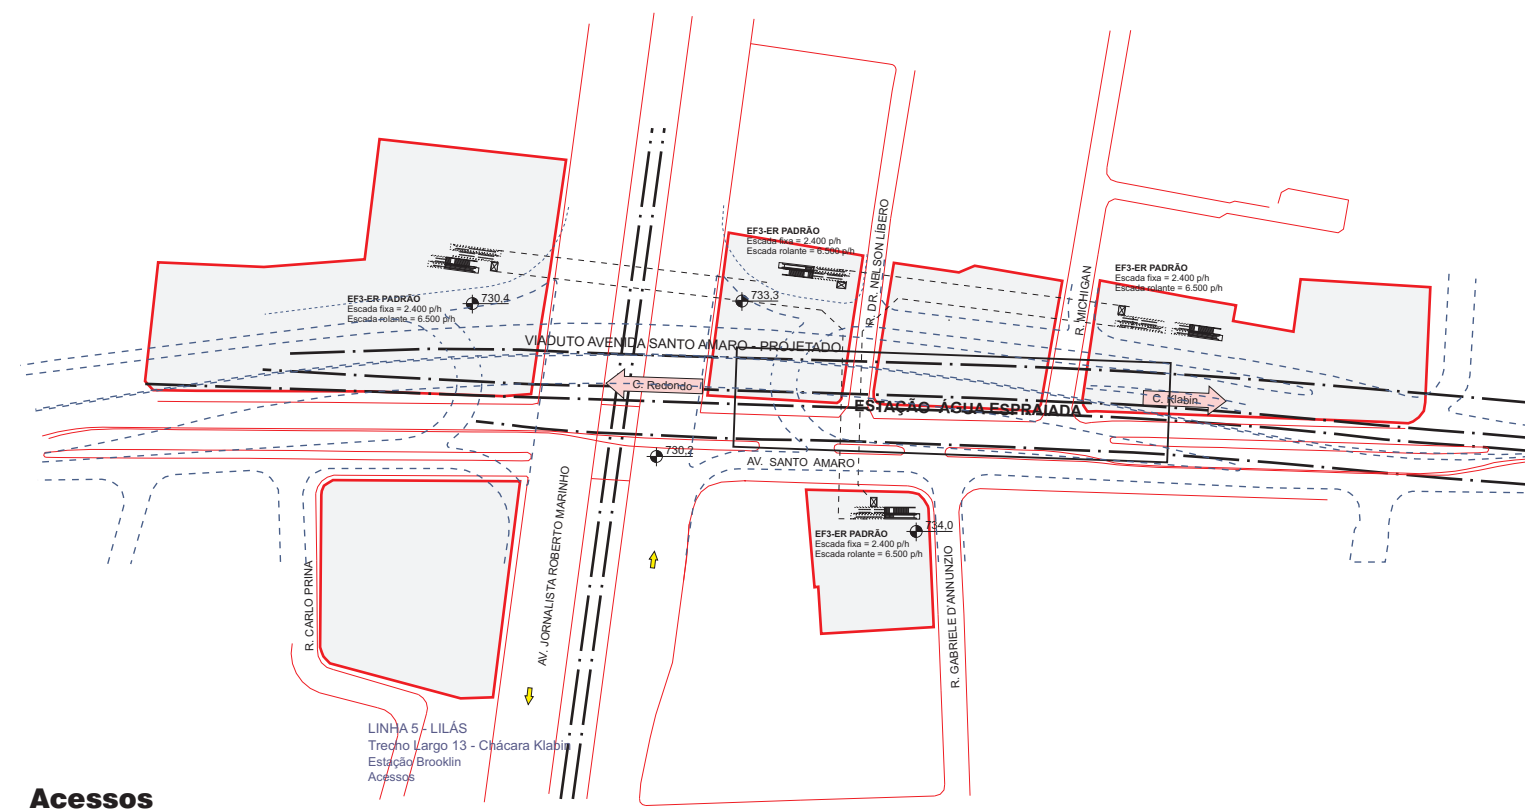 R. DR. NELSON LÍBERO
EF3-ER PADRÃO
Escada fixa = 2.400 p/h
Escada rolante = 6.500 p/h
EF3-ER PADRÃO
Escada fixa = 2.400 p/h
Escada rolante = 6.500 p/h
R. MICHIGAN
EF3-ER PADRÃO
Escada fixa = 2.400 p/h
Escada rolante = 6.500 p/h
730,4
733,3
VIADUTO AVENIDA SANTO AMARO - PROJETADO
C. Redondo
C. Klabin
ESTAÇÃO ÁGUA ESPRAIADA
730,2
AV. SANTO AMARO
734,0
EF3-ER PADRÃO
Escada fixa = 2.400 p/h
Escada rolante = 6.500 p/h
R. CARLO PRINA
AV. JORNALISTA ROBERTO MARINHO
R. GABRIELE D'ANNUNZIO
LINHA 5 - LILÁS
Trecho Largo 13 - Chácara Klabin
Estação Brooklin
Acessos
Acessos